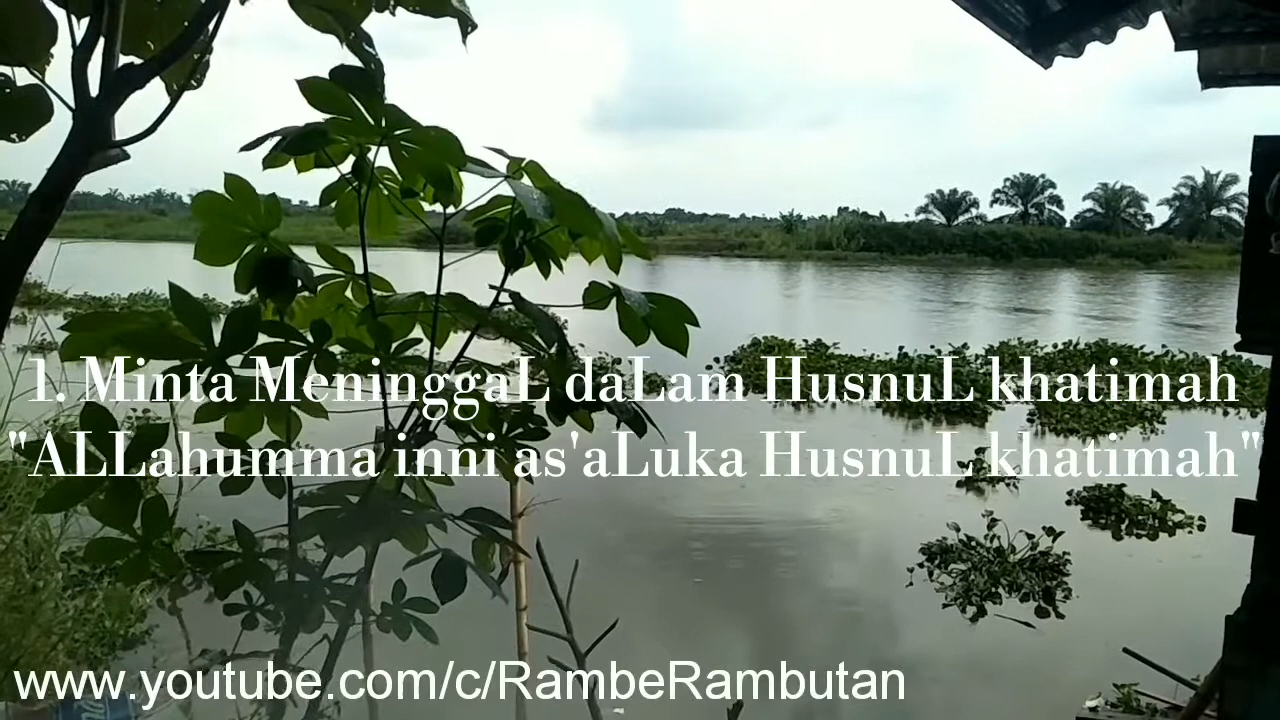 1. Minta MeninggaL daLam HusnuL khatimah
"ALLahumma inni as'aLuka HusnuL khatimah"
www.youtube.com/c/RambeRambutan